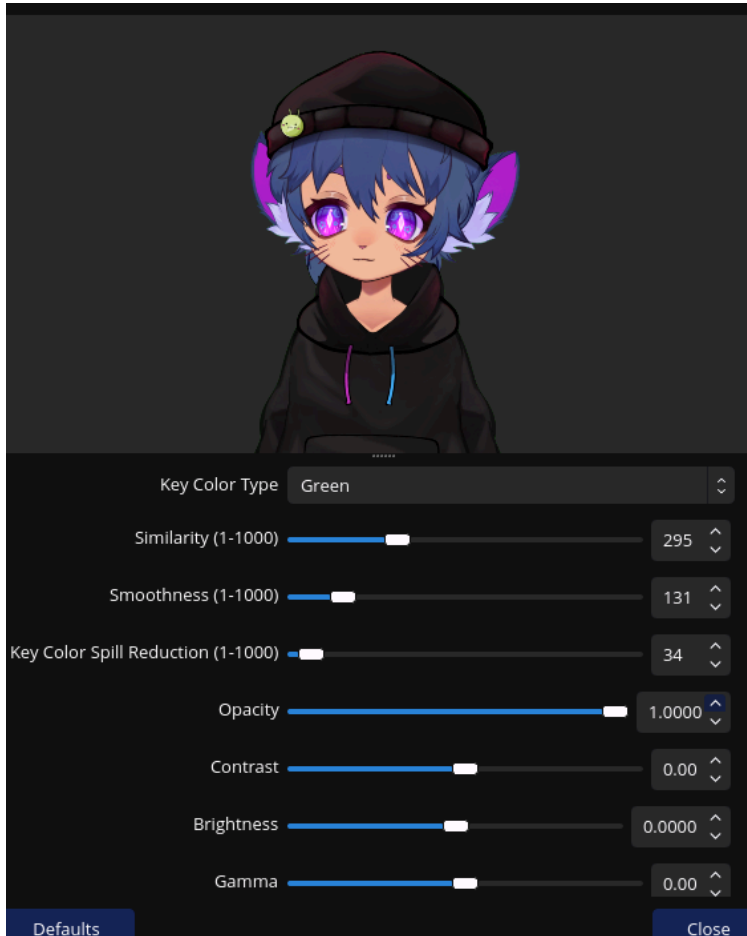 Key Color Type Green
Similarity (1-1000) 295
Smoothness (1-1000) 131
Key Color Spill Reduction (1-1000) 34
Opacity 1.0000
Contrast 0.00
Brightness 0.0000
Gamma 0.00
Defaults Close